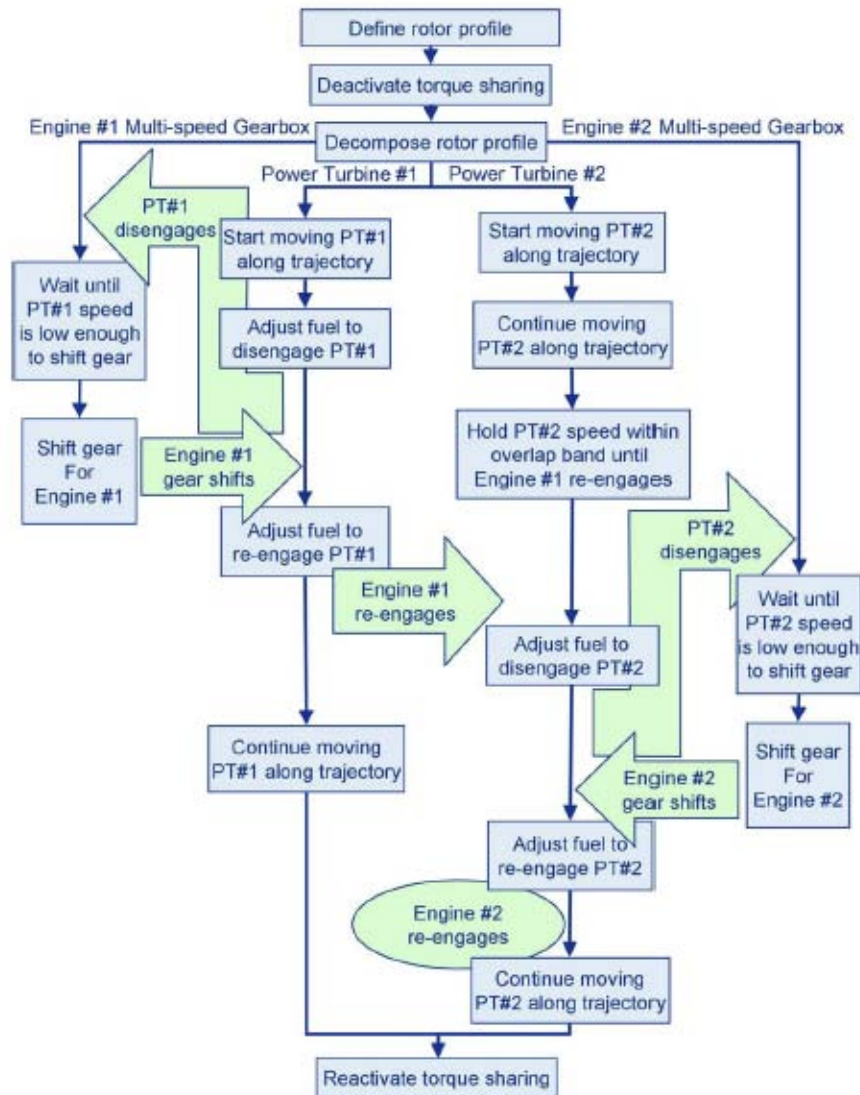 Define rotor profile
Deactivate torque sharing
Engine #1 Multi-speed Gearbox
Engine #2 Multi-speed Gearbox
Decompose rotor profile
Power Turbine #1
Power Turbine #2
PT#1
disengages
Start moving PT#1
along trajectory
Start moving PT#2
along trajectory
Wait until
PT#1 speed
is low enough
to shift gear
Adjust fuel to
disengage PT#1
Continue moving
PT#2 along trajectory
Shift gear
For
Engine #1
Engine #1
gear shifts
Hold PT#2 speed within
overlap band until
Engine #1 re-engages
Adjust fuel to
re-engage PT#1
PT#2
disengages
Engine #1
re-engages
Wait until
PT#2 speed
is low enough
to shift gear
Adjust fuel to
disengage PT#2
Continue moving
PT#1 along trajectory
Engine #2
gear shifts
Shift gear
For
Engine #2
Adjust fuel to
re-engage PT#2
Engine #2
re-engages
Continue moving
PT#2 along trajectory
Reactivate torque sharing